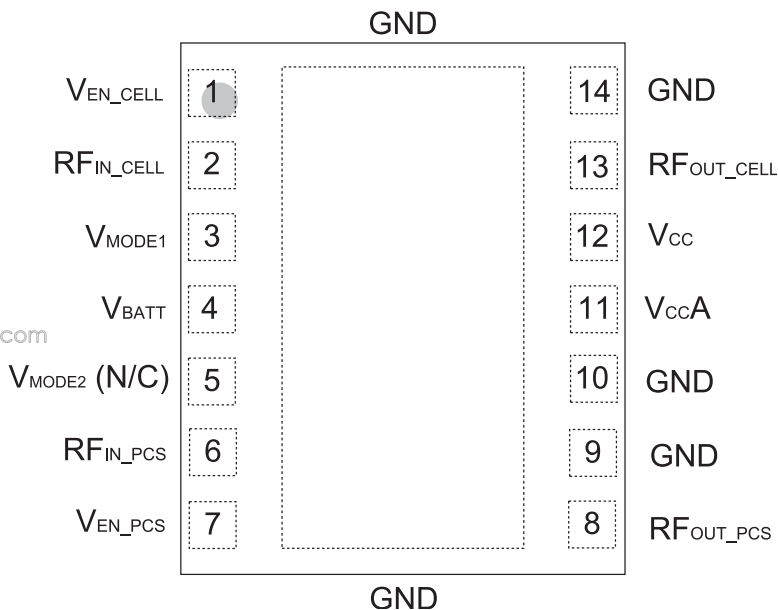 GND
VEN_CELL 1 14 GND
RFIN_CELL 2 13 RFOUT_CELL
VMODE1 3 12 VCC
VBATT 4 11 VCCA
com
VMODE2 (N/C) 5 10 GND
RFIN_PCS 6 9 GND
VEN_PCS 7 8 RFOUT_PCS
GND